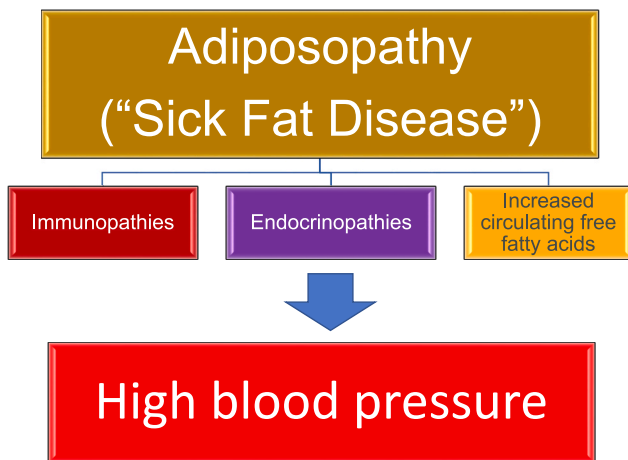 Adiposopathy
(“Sick Fat Disease”)
Immunopathies
Endocrinopathies
Increased
circulating free
fatty acids
High blood pressure